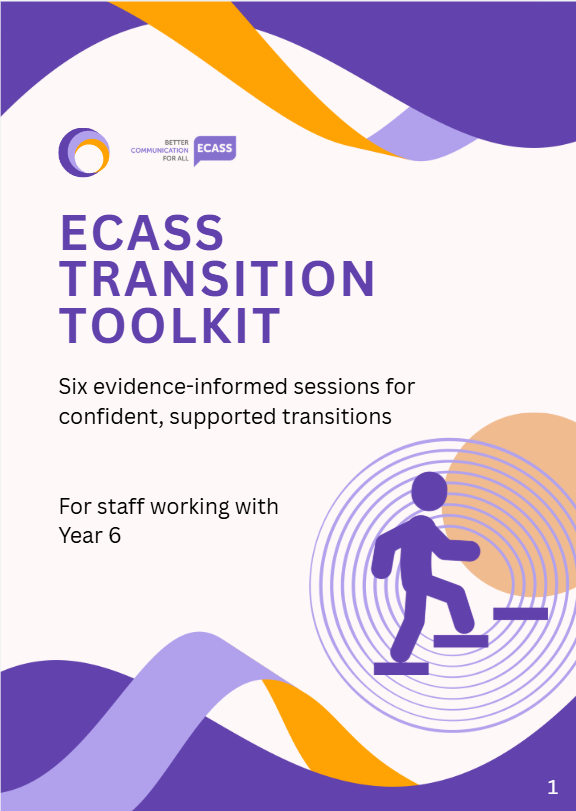 BETTER
COMMUNICATION
FOR ALL
ECASS
ECASS
TRANSITION
TOOLKIT
Six evidence-informed sessions for
confident, supported transitions
For staff working with
Year 6
1